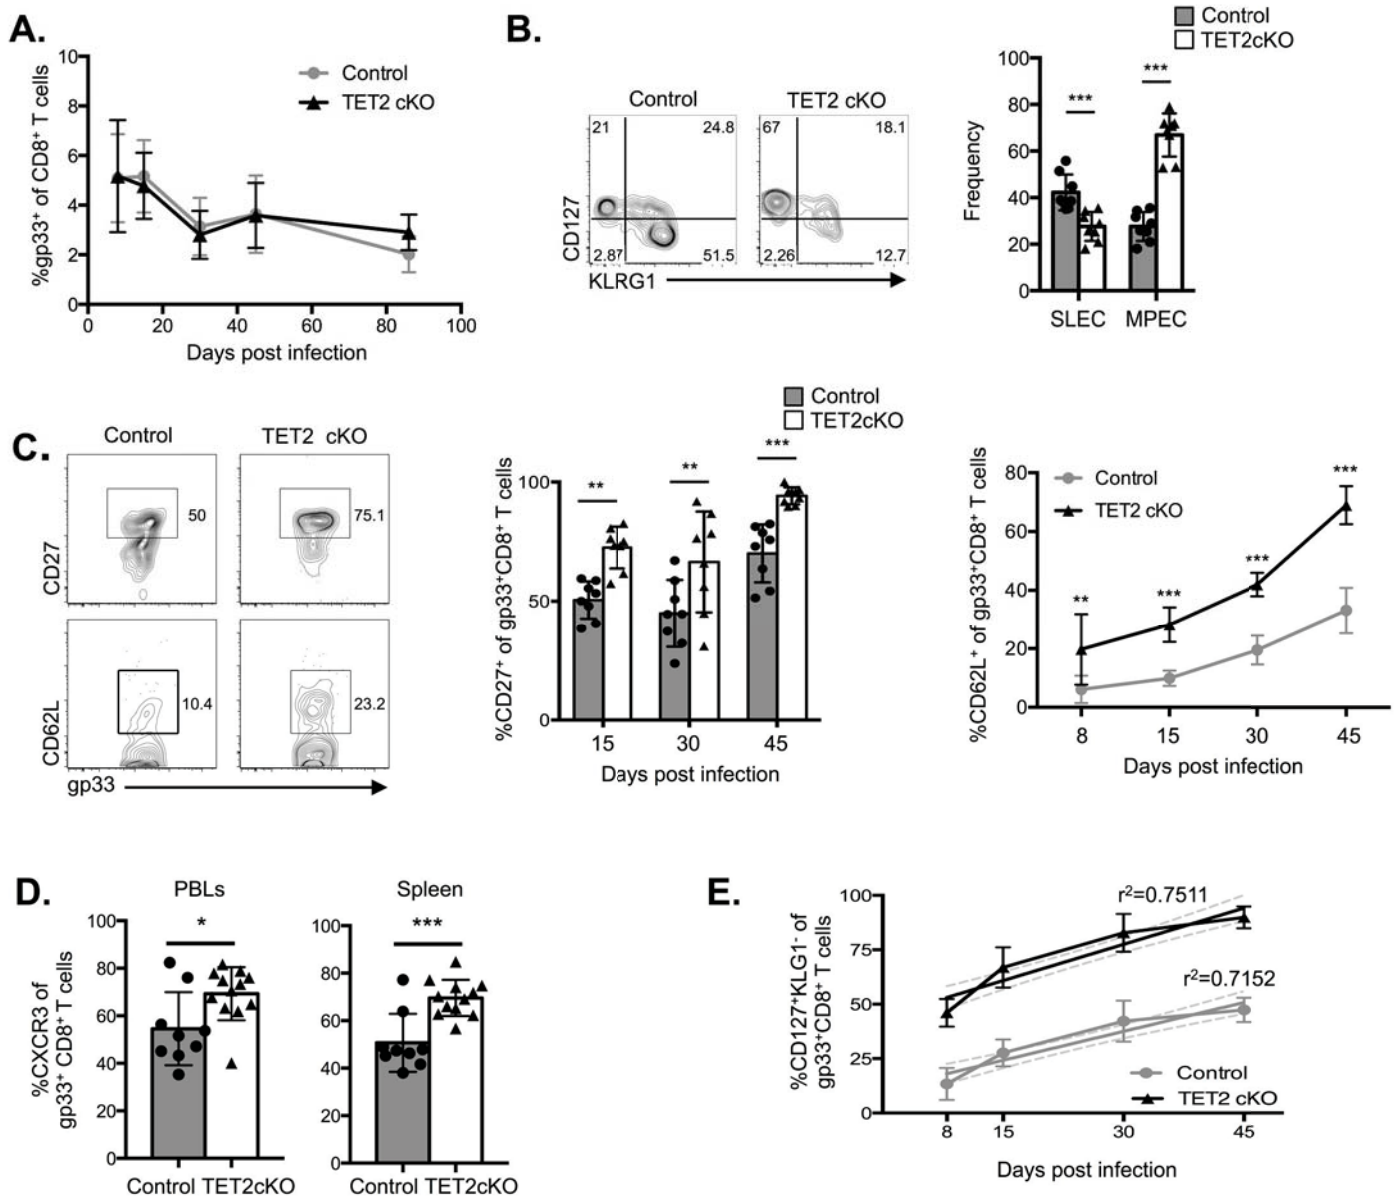 A.
%gp33⁺ of CD8⁺ T cells
10
8
6
4
2
0
0 20 40 60 80 100
Days post infection
Control
TET2 cKO
B.
Control TET2 cKO
21 24.8
2.87 51.5
67 18.1
2.26 12.7
CD127
KLRG1
Control
TET2cKO
Frequency
100
80
60
40
20
0
*** ***
SLEC MPEC
C.
Control TET2 cKO
CD27
50
75.1
CD62L
10.4
23.2
gp33
Control
TET2cKO
%CD27⁺ of gp33⁺CD8⁺ T cells
100
50
0
** ** ***
15 30 45
Days post infection
Control
TET2 cKO
%CD62L⁺ of gp33⁺CD8⁺ T cells
80
60
40
20
0
** *** *** ***
8 15 30 45
Days post infection
D.
PBLs
%CXCR3 of
gp33⁺ CD8⁺ T cells
100
80
60
40
20
0
*
Control TET2cKO
Spleen
100
80
60
40
20
0
***
Control TET2cKO
E.
%CD127⁺KLG1⁻ of
gp33⁺CD8⁺ T cells
100
75
50
25
0
r²=0.7511
r²=0.7152
Control
TET2 cKO
8 15 30 45
Days post infection